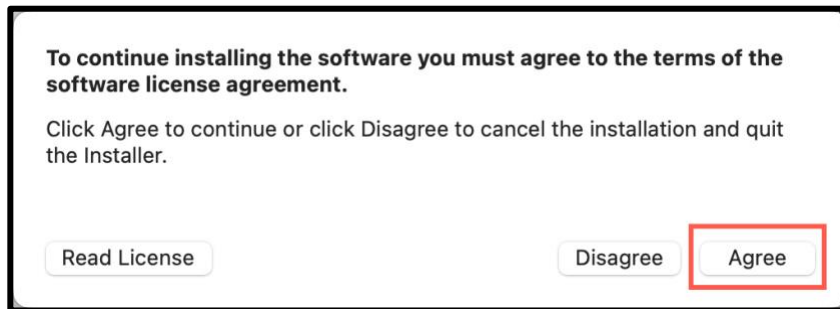 To continue installing the software you must agree to the terms of the
software license agreement.
Click Agree to continue or click Disagree to cancel the installation and quit
the Installer.
Read License
Disagree
Agree